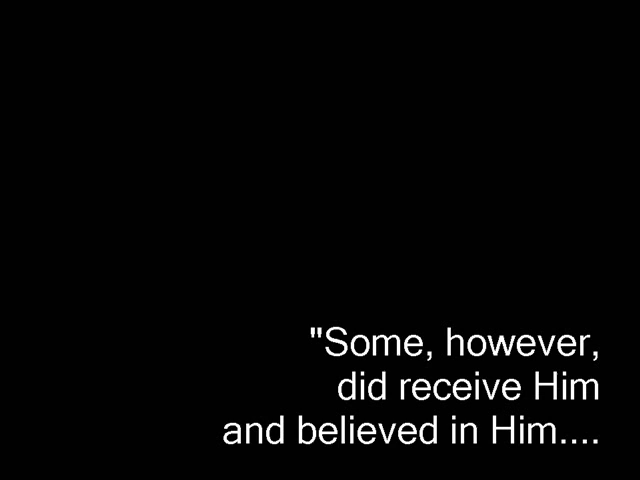 "Some, however,
did receive Him
and believed in Him....